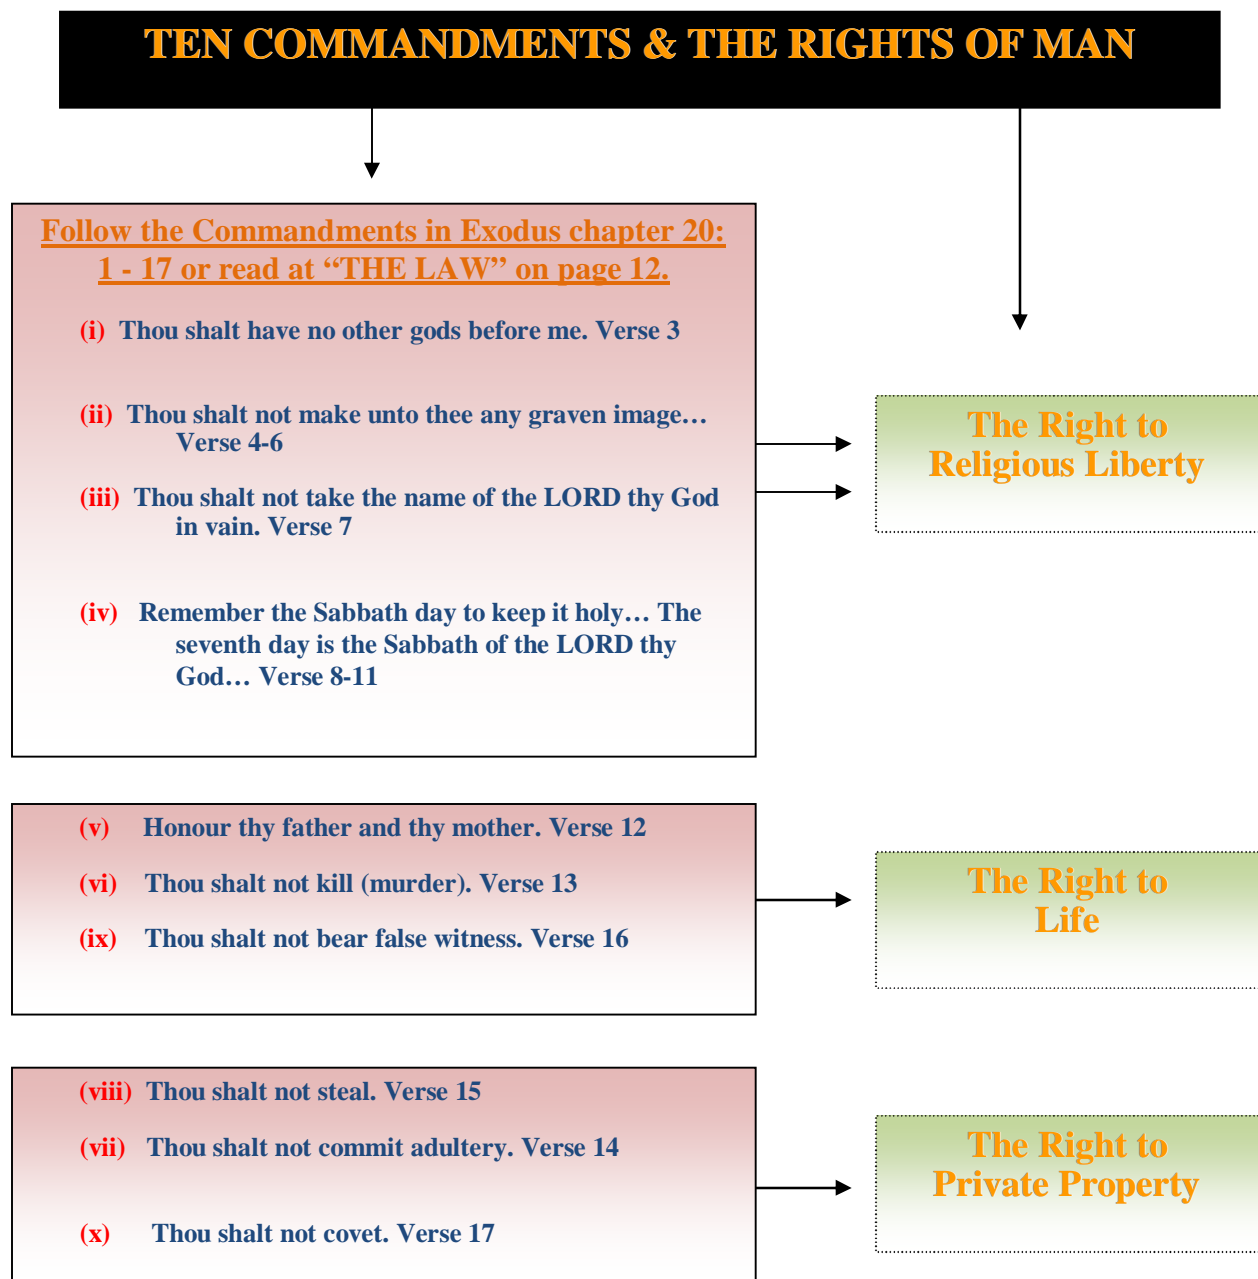 TEN COMMANDMENTS & THE RIGHTS OF MAN
Follow the Commandments in Exodus chapter 20:
1 - 17 or read at “THE LAW” on page 12.
(i) Thou shalt have no other gods before me. Verse 3
(ii) Thou shalt not make unto thee any graven image…
Verse 4-6
(iii) Thou shalt not take the name of the LORD thy God
in vain. Verse 7
(iv) Remember the Sabbath day to keep it holy… The
seventh day is the Sabbath of the LORD thy
God… Verse 8-11
The Right to
Religious Liberty
(v) Honour thy father and thy mother. Verse 12
(vi) Thou shalt not kill (murder). Verse 13
(ix) Thou shalt not bear false witness. Verse 16
The Right to
Life
(viii) Thou shalt not steal. Verse 15
(vii) Thou shalt not commit adultery. Verse 14
(x) Thou shalt not covet. Verse 17
The Right to
Private Property